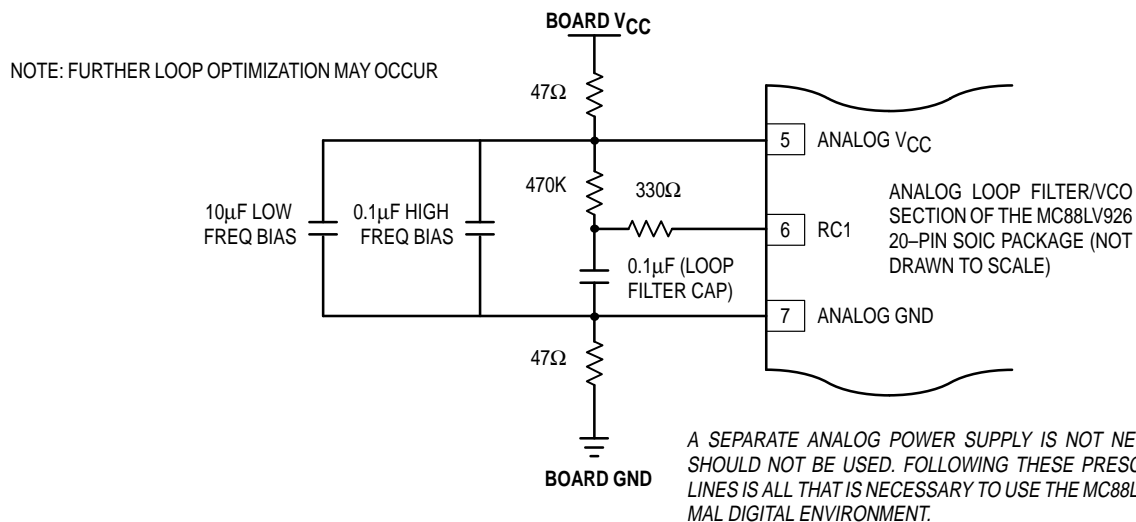 BOARD VCC
NOTE: FURTHER LOOP OPTIMIZATION MAY OCCUR
47Ω
5 ANALOG VCC
470K
330Ω
10µF LOW
FREQ BIAS
0.1µF HIGH
FREQ BIAS
6 RC1
ANALOG LOOP FILTER/VCO
SECTION OF THE MC88LV926
20–PIN SOIC PACKAGE (NOT
DRAWN TO SCALE)
0.1µF (LOOP
FILTER CAP)
7 ANALOG GND
47Ω
BOARD GND
A SEPARATE ANALOG POWER SUPPLY IS NOT NE
SHOULD NOT BE USED. FOLLOWING THESE PRESC
LINES IS ALL THAT IS NECESSARY TO USE THE MC88L
MAL DIGITAL ENVIRONMENT.